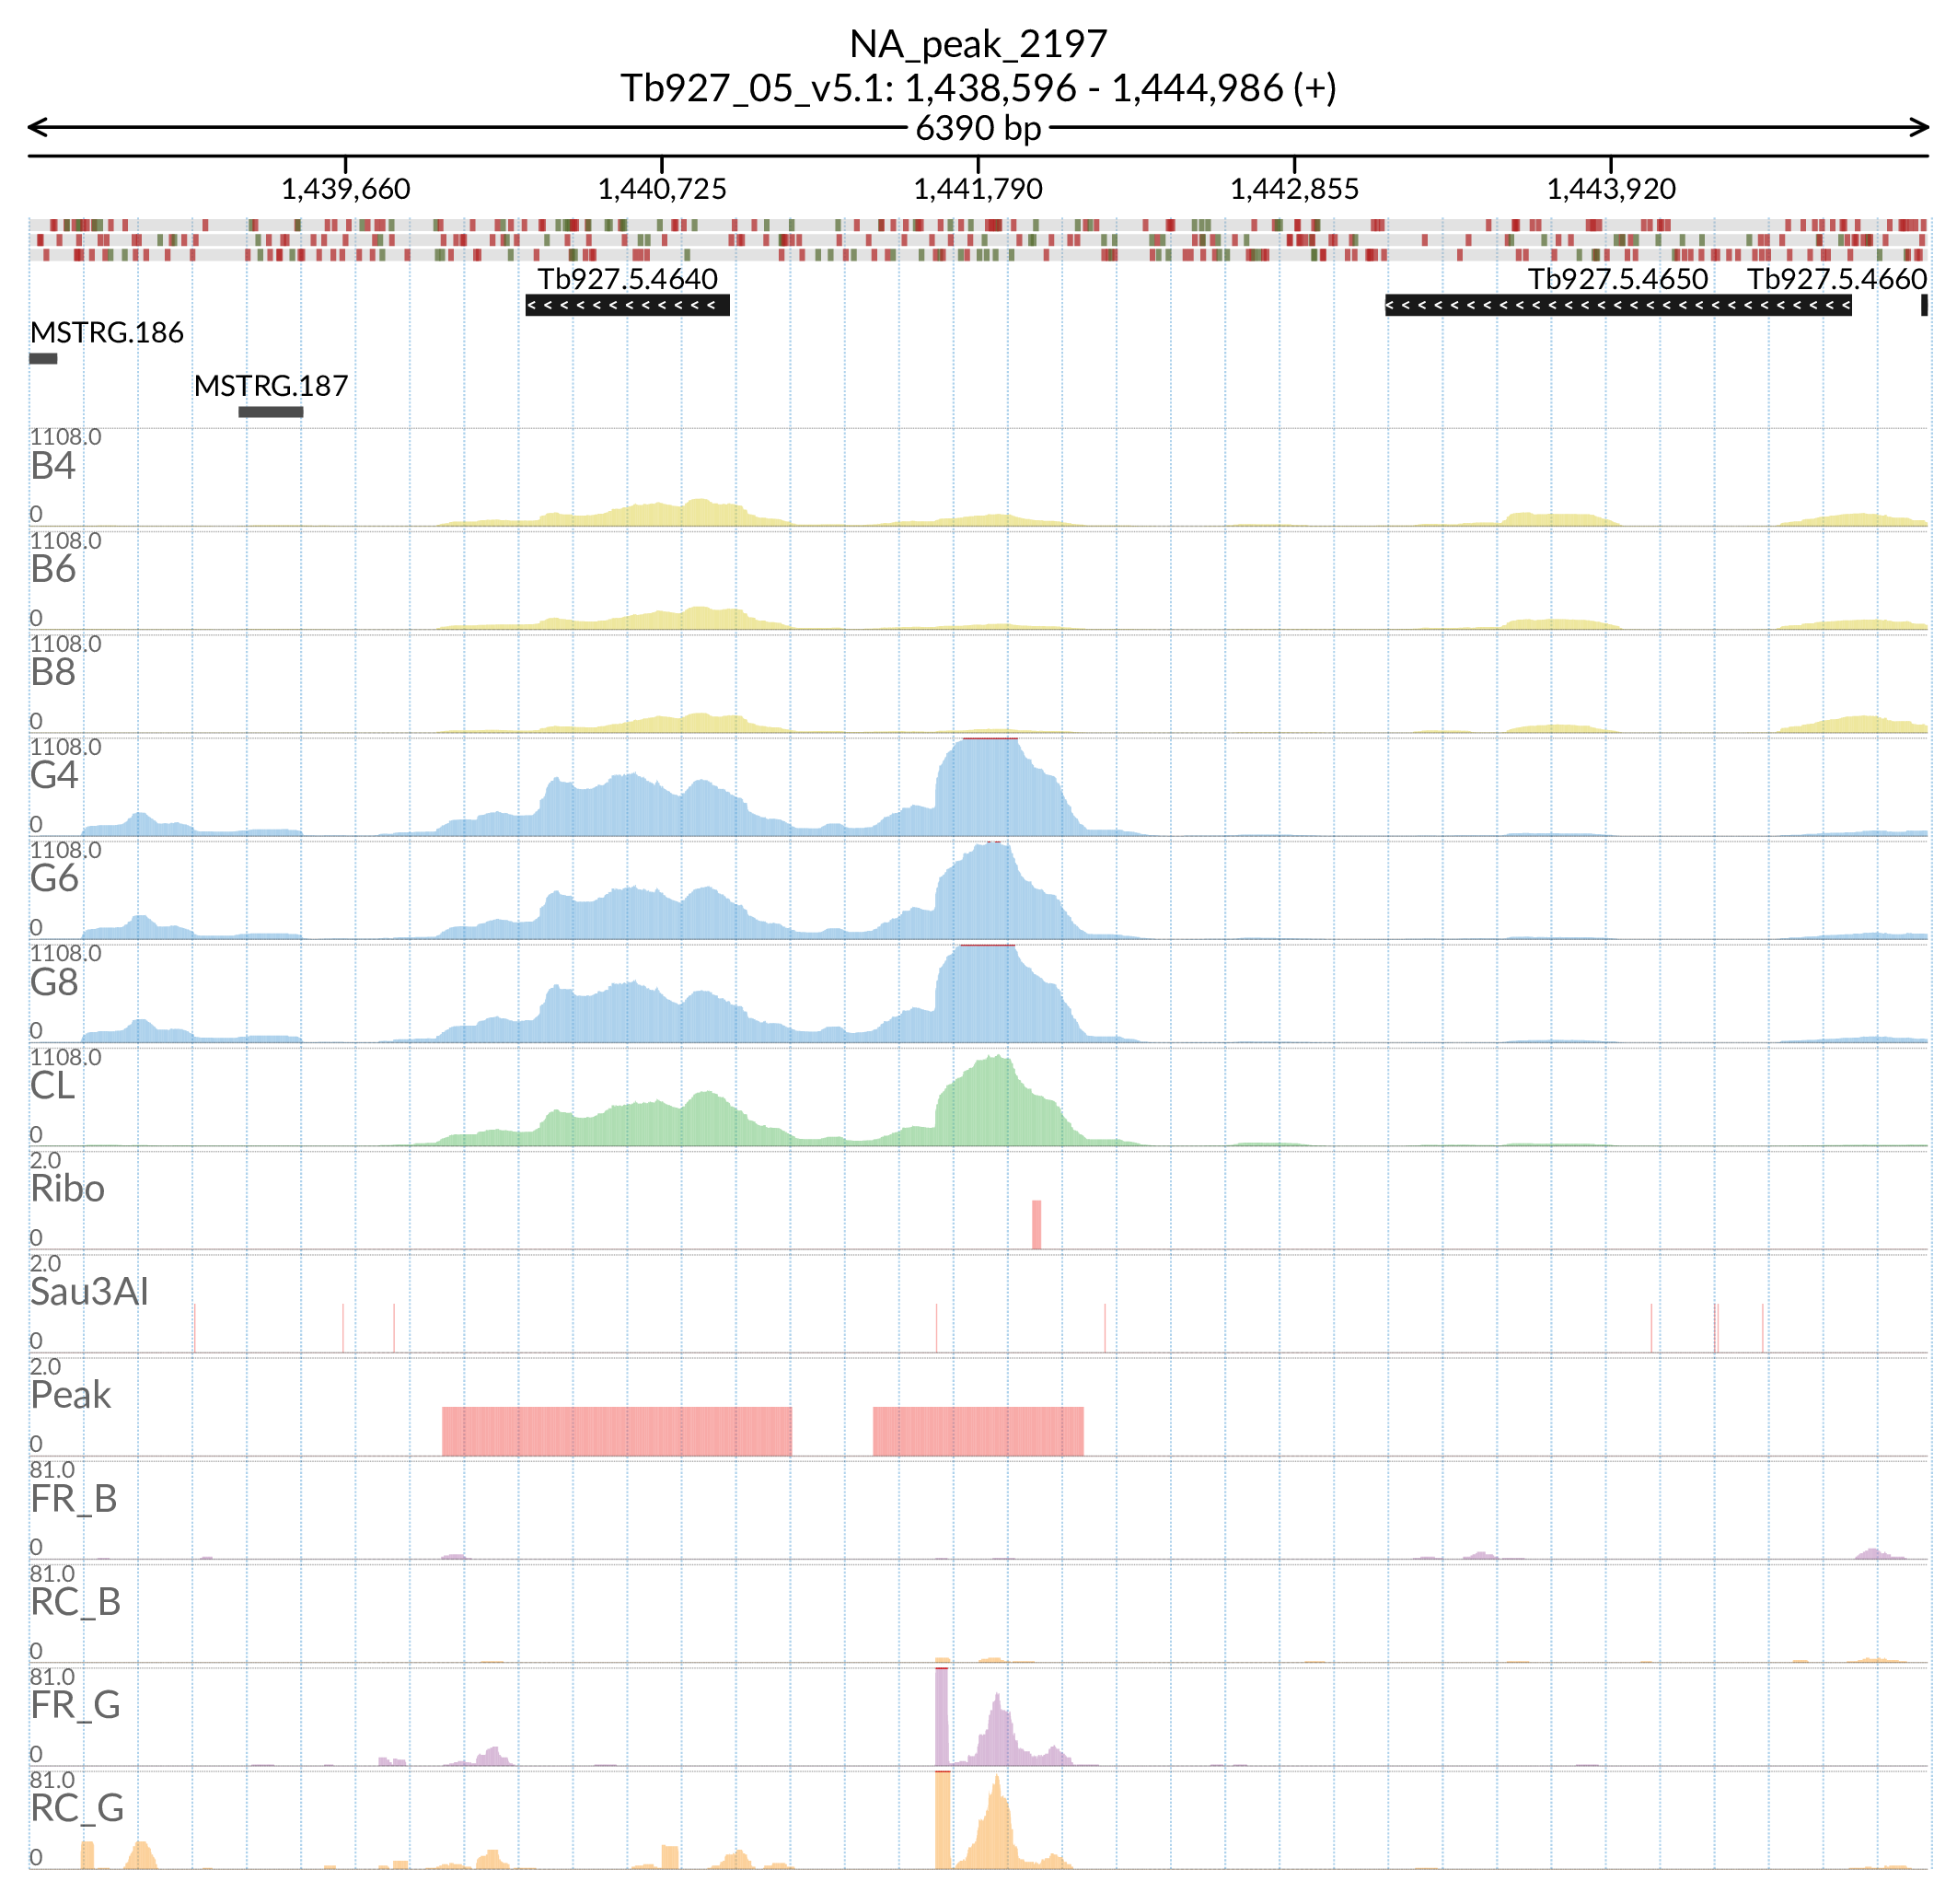 NA_peak_2197
Tb927_05_v5.1: 1,438,596 - 1,444,986 (+)
6390 bp
1,439,660 1,440,725 1,441,790 1,442,855 1,443,920
Tb927.5.4640 Tb927.5.4650 Tb927.5.4660
MSTRG.186
MSTRG.187
1108.0
B4
0
1108.0
B6
0
1108.0
B8
0
1108.0
G4
0
1108.0
G6
0
1108.0
G8
0
1108.0
CL
0
2.0
Ribo
0
2.0
Sau3AI
0
2.0
Peak
0
81.0
FR_B
0
81.0
RC_B
0
81.0
FR_G
0
81.0
RC_G
0